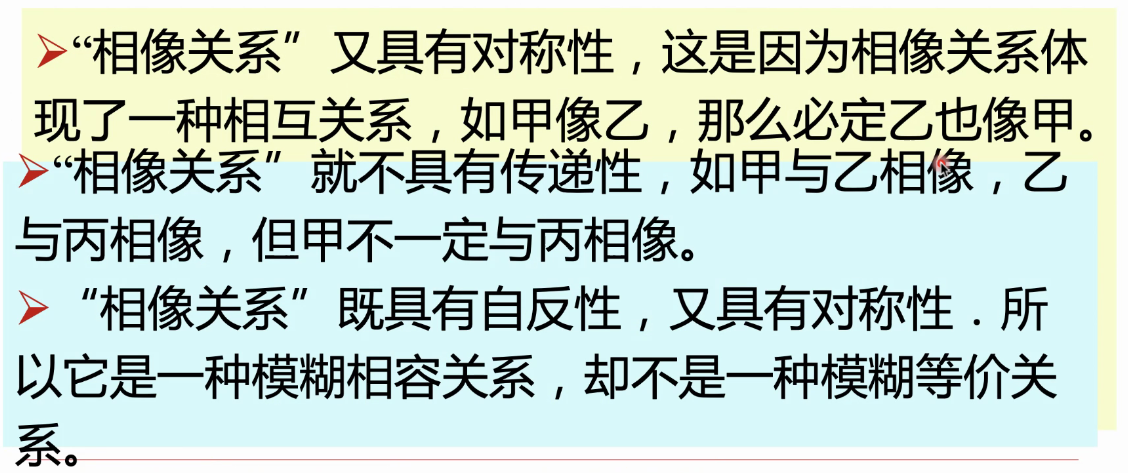 ➢“相像关系”又具有对称性，这是因为相像关系体
现了一种相互关系，如甲像乙，那么必定乙也像甲。
➢“相像关系”就不具有传递性，如甲与乙相像，乙
与丙相像，但甲不一定与丙相像。
➢“相像关系”既具有自反性，又具有对称性．所
以它是一种模糊相容关系，却不是一种模糊等价关
系。